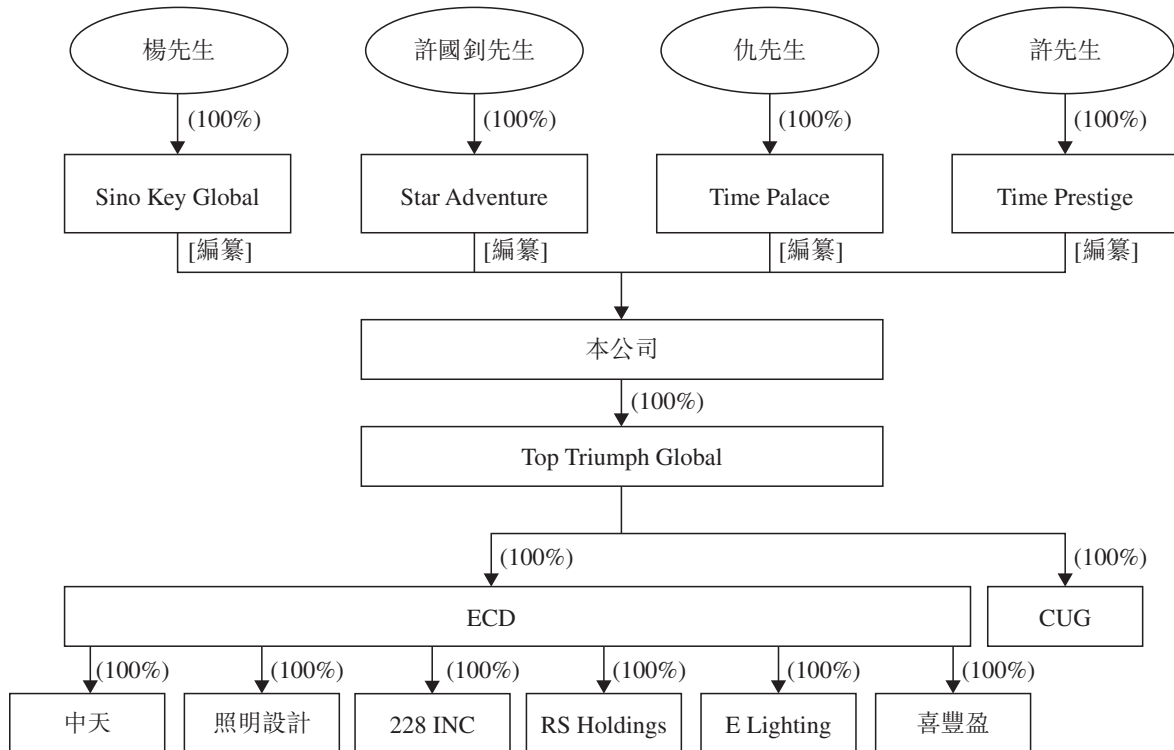 楊先生
許國釗先生
仇先生
許先生
(100%)
(100%)
(100%)
(100%)
Sino Key Global
Star Adventure
Time Palace
Time Prestige
[編纂]
[編纂]
[編纂]
[編纂]
本公司
(100%)
Top Triumph Global
(100%)
(100%)
ECD
CUG
(100%)
(100%)
(100%)
(100%)
(100%)
(100%)
中天
照明設計
228 INC
RS Holdings
E Lighting
喜豐盈